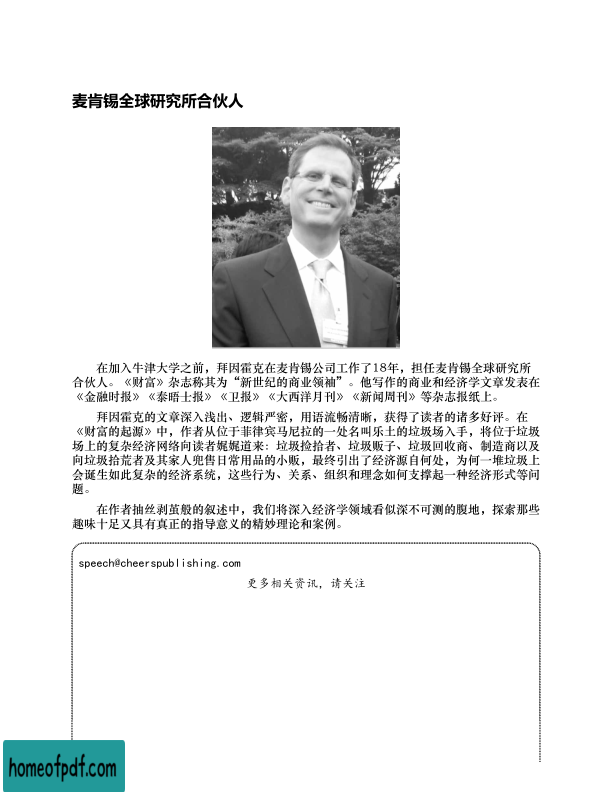 麦肯锡全球研究所合伙人
在加入牛津大学之前，拜因霍克在麦肯锡公司工作了18年，担任麦肯锡全球研究所
合伙人。《财富》杂志称其为“新世纪的商业领袖”。他写作的商业和经济学文章发表在
《金融时报》《泰晤士报》《卫报》《大西洋月刊》《新闻周刊》等杂志报纸上。
拜因霍克的文章深入浅出、逻辑严密，用语流畅清晰，获得了读者的诸多好评。在
《财富的起源》中，作者从位于菲律宾马尼拉的一处名叫乐土的垃圾场入手，将位于垃圾
场上的复杂经济网络向读者娓娓道来：垃圾捡拾者、垃圾贩子、垃圾回收商、制造商以及
向垃圾拾荒者及其家人兜售日常用品的小贩，最终引出了经济源自何处，为何一堆垃圾上
会诞生如此复杂的经济系统，这些行为、关系、组织和理念如何支撑起一种经济形式等问
题。
在作者抽丝剥茧般的叙述中，我们将深入经济学领域看似深不可测的腹地，探索那些
趣味十足又具有真正的指导意义的精妙理论和案例。
speech@cheerspublishing.com
更多相关资讯，请关注
homeofpdf.com